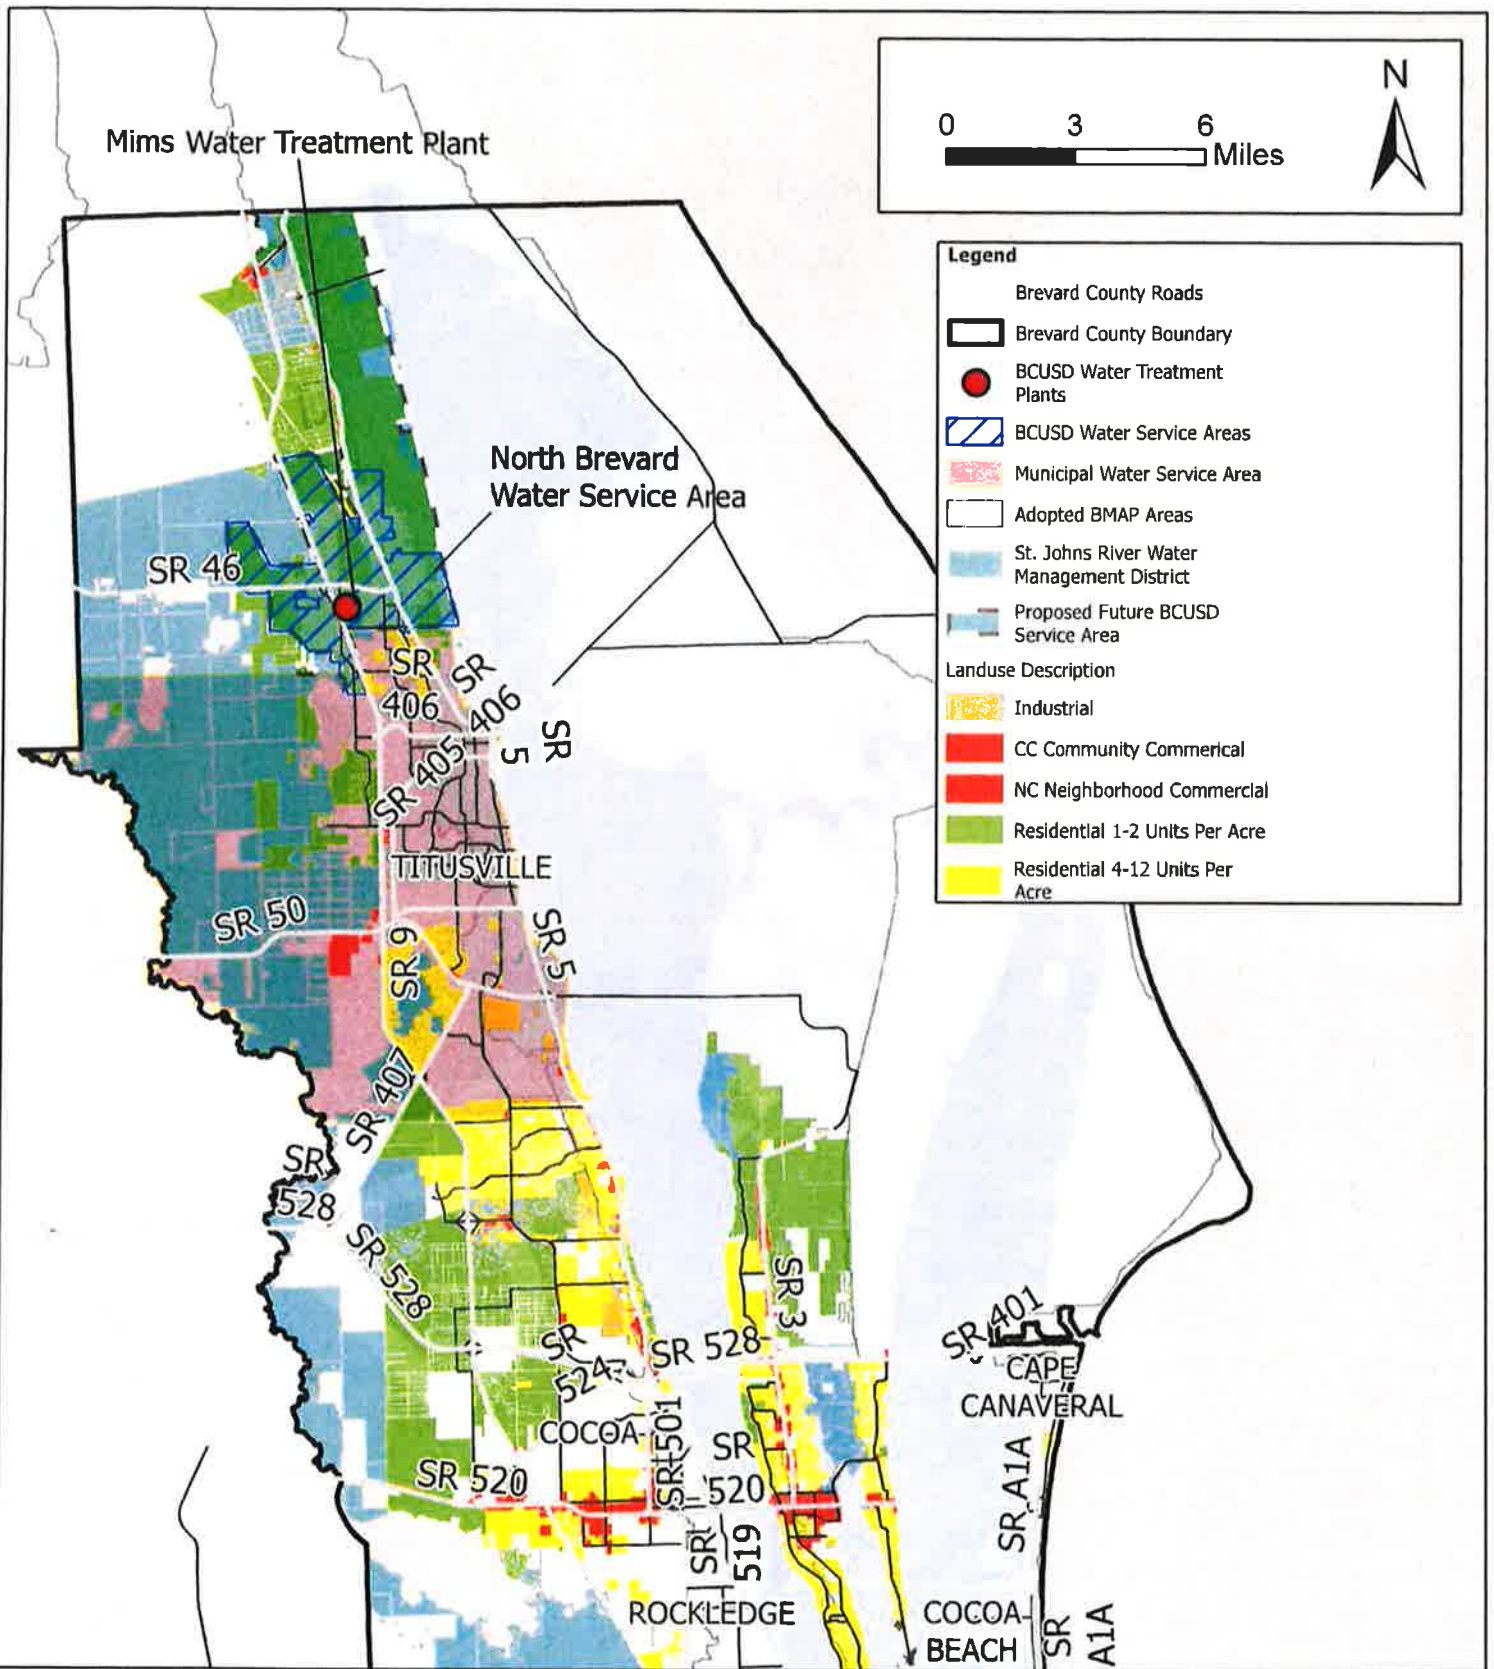 N
0 3 6
Miles
Mims Water Treatment Plant
Legend
Brevard County Roads
Brevard County Boundary
BCUSD Water Treatment
Plants
BCUSD Water Service Areas
Municipal Water Service Area
Adopted BMAP Areas
St. Johns River Water
Management District
Proposed Future BCUSD
Service Area
Landuse Description
Industrial
CC Community Commerical
NC Neighborhood Commercial
Residential 1-2 Units Per Acre
Residential 4-12 Units Per
Acre
North Brevard
Water Service Area
SR 46
SR
406
SR
406
SR
5
SR 405
TITUSVILLE
SR 50
SR 9
SR 5
SR 407
SR
528
SR 528
SR 3
SR
524
SR 528
SR 401
CAPE
CANAVERAL
COCOA
SR 501
SR
520
SR 520
SR A1A
SR
519
ROCKLEDGE
COCOA
BEACH
SR
A1A